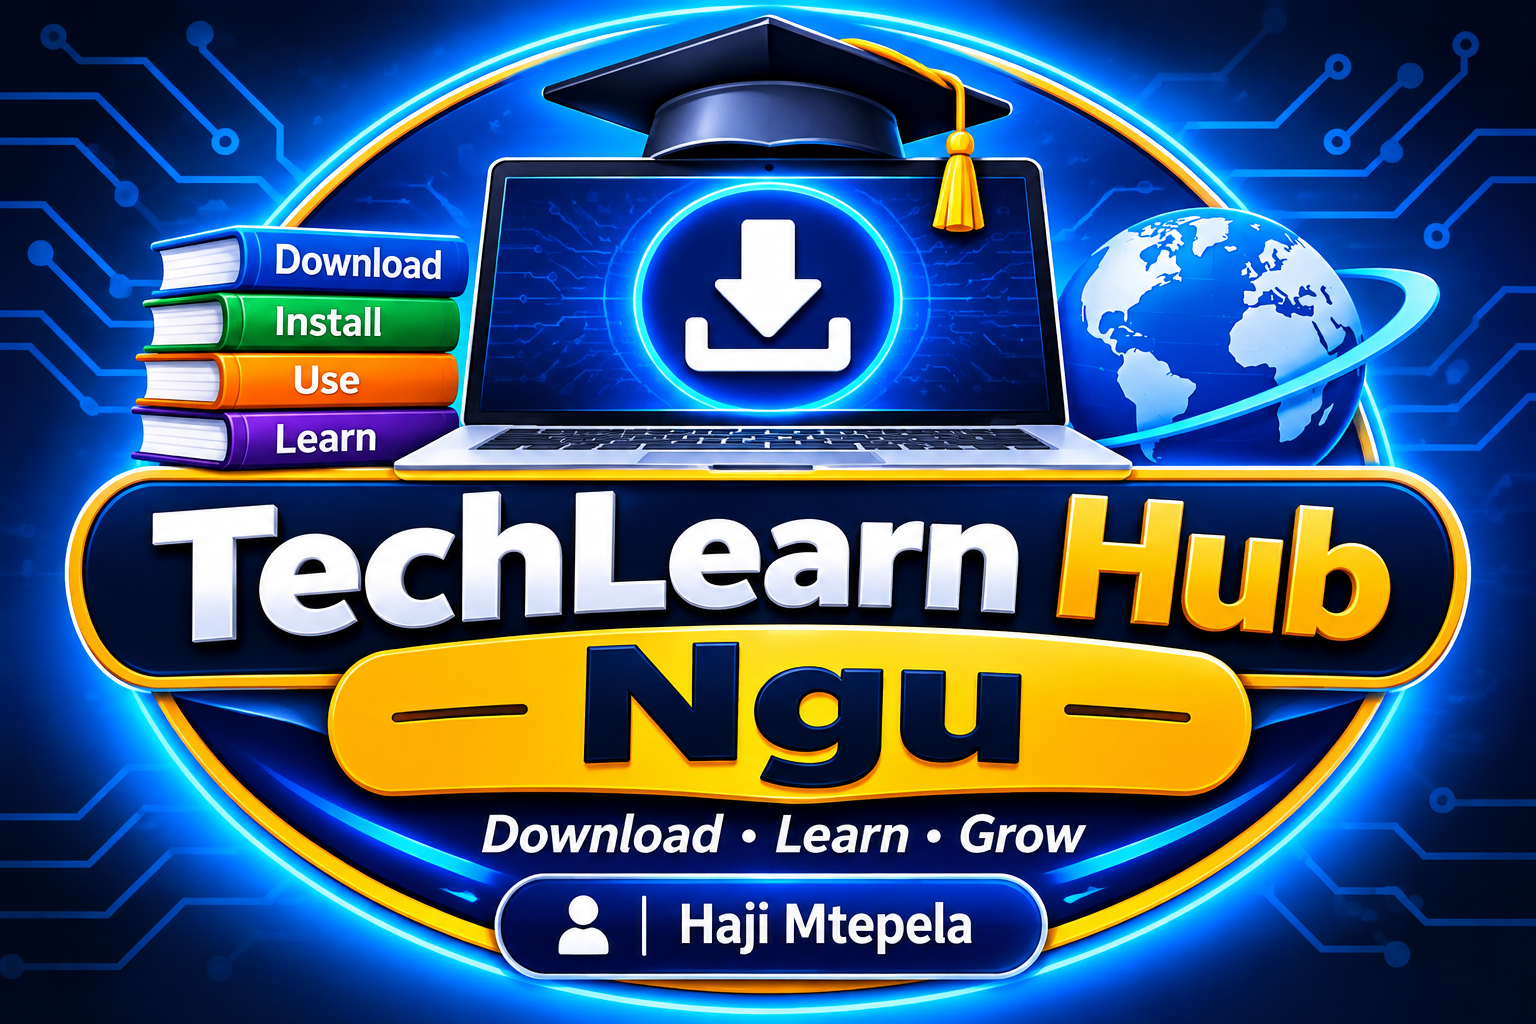 Download
Install
Use
Learn
TechLearn Hub
Ngu
Download • Learn • Grow
Haji Mtepela